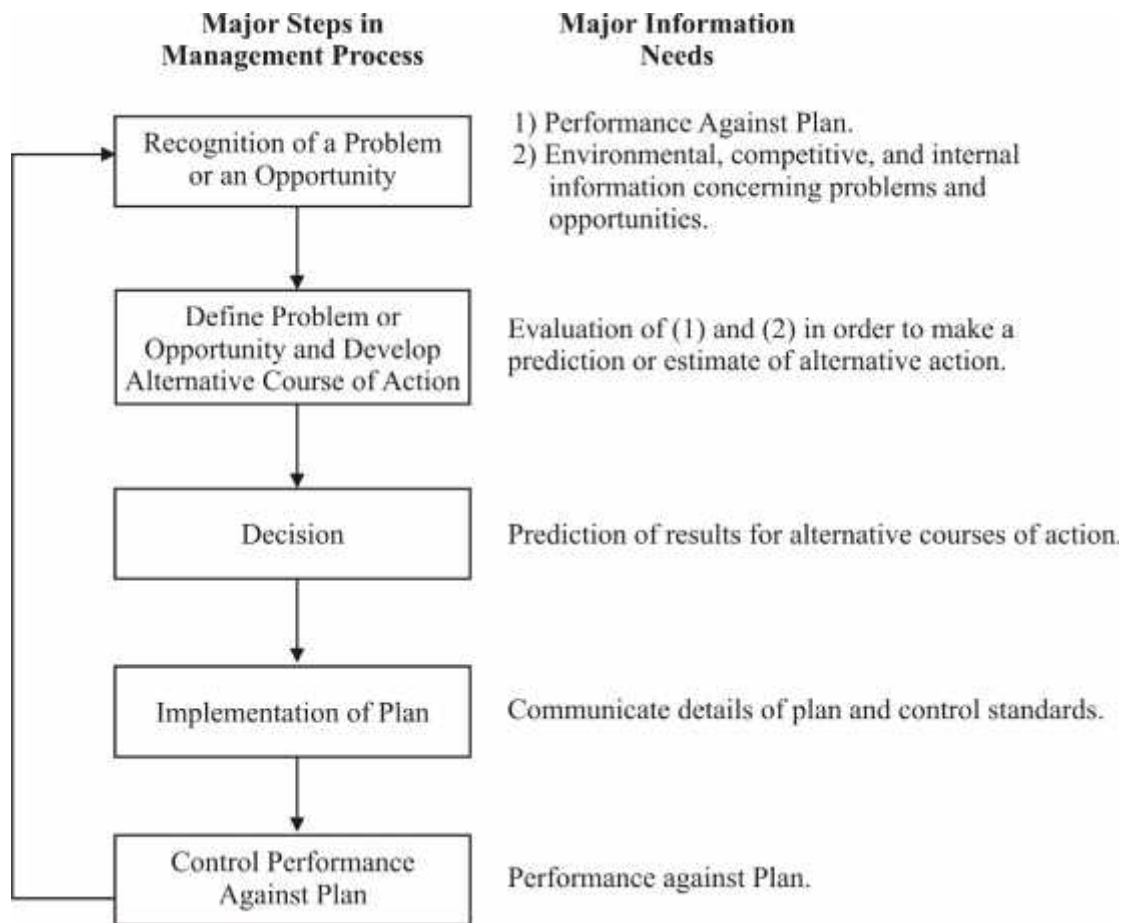 Major Steps in
Management Process
Major Information
Needs
Recognition of a Problem
or an Opportunity
1) Performance Against Plan.
2) Environmental, competitive, and internal
information concerning problems and
opportunities.
Define Problem or
Opportunity and Develop
Alternative Course of Action
Evaluation of (1) and (2) in order to make a
prediction or estimate of alternative action.
Decision
Prediction of results for alternative courses of action.
Implementation of Plan
Communicate details of plan and control standards.
Control Performance
Against Plan
Performance against Plan.